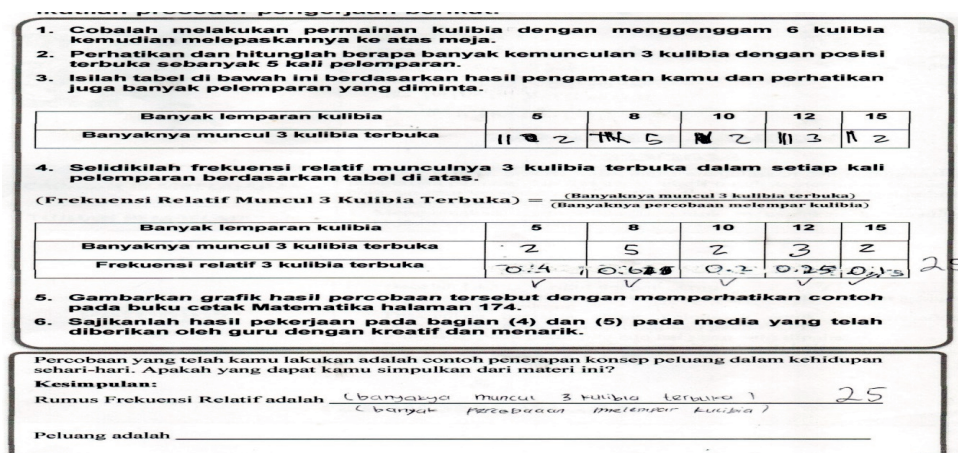 ikutilah prosedur pengerjaan berikut:
1. Cobalah melakukan permainan kulibia dengan menggenggam 6 kulibia
kemudian melepaskannya ke atas meja.
2. Perhatikan dan hitunglah berapa banyak kemunculan 3 kulibia dengan posisi
terbuka sebanyak 5 kali pelemparan.
3. Isilah tabel di bawah ini berdasarkan hasil pengamatan kamu dan perhatikan
juga banyak pelemparan yang diminta.
Banyak lemparan kulibia 5 8 10 12 15
Banyaknya muncul 3 kulibia terbuka 2 5 2 3 2
4. Selidikilah frekuensi relatif munculnya 3 kulibia terbuka dalam setiap kali
pelemparan berdasarkan tabel di atas.
(Frekuensi Relatif Muncul 3 Kulibia Terbuka) = (Banyaknya muncul 3 kulibia terbuka)
(Banyaknya percobaan melempar kulibia)
Banyak lemparan kulibia 5 8 10 12 15
Banyaknya muncul 3 kulibia terbuka 2 5 2 3 2
Frekuensi relatif 3 kulibia terbuka 0.4 0.2 0.25
5. Gambarkan grafik hasil percobaan tersebut dengan memperhatikan contoh
pada buku cetak Matematika halaman 174.
6. Sajikanlah hasil pekerjaan pada bagian (4) dan (5) pada media yang telah
diberikan oleh guru dengan kreatif dan menarik.
Percobaan yang telah kamu lakukan adalah contoh penerapan konsep peluang dalam kehidupan
sehari-hari. Apakah yang dapat kamu simpulkan dari materi ini?
Kesimpulan:
Rumus Frekuensi Relatif adalah (banyaknya muncul 3 kulibia terbuka) 25
(banyak percobaan melempar kulibia)
Peluang adalah